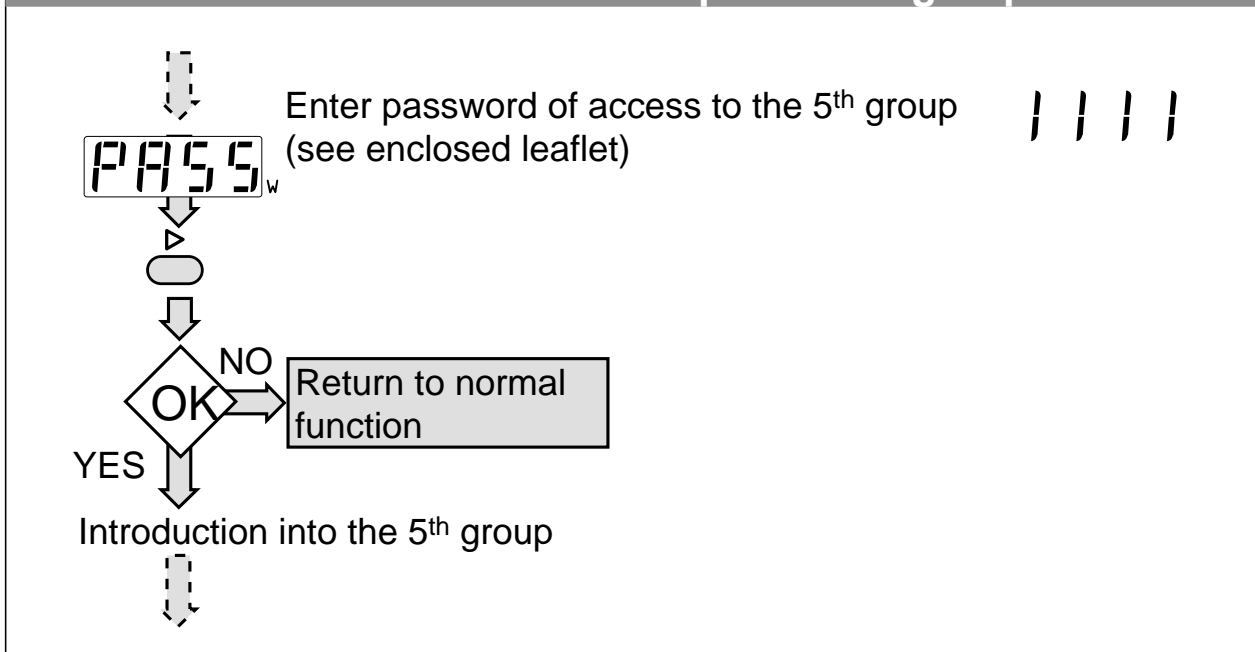 Enter password of access to the 5th group
1111
(see enclosed leaflet)
PASS
W
NO
OK
Return to normal
function
YES
Introduction into the 5th group